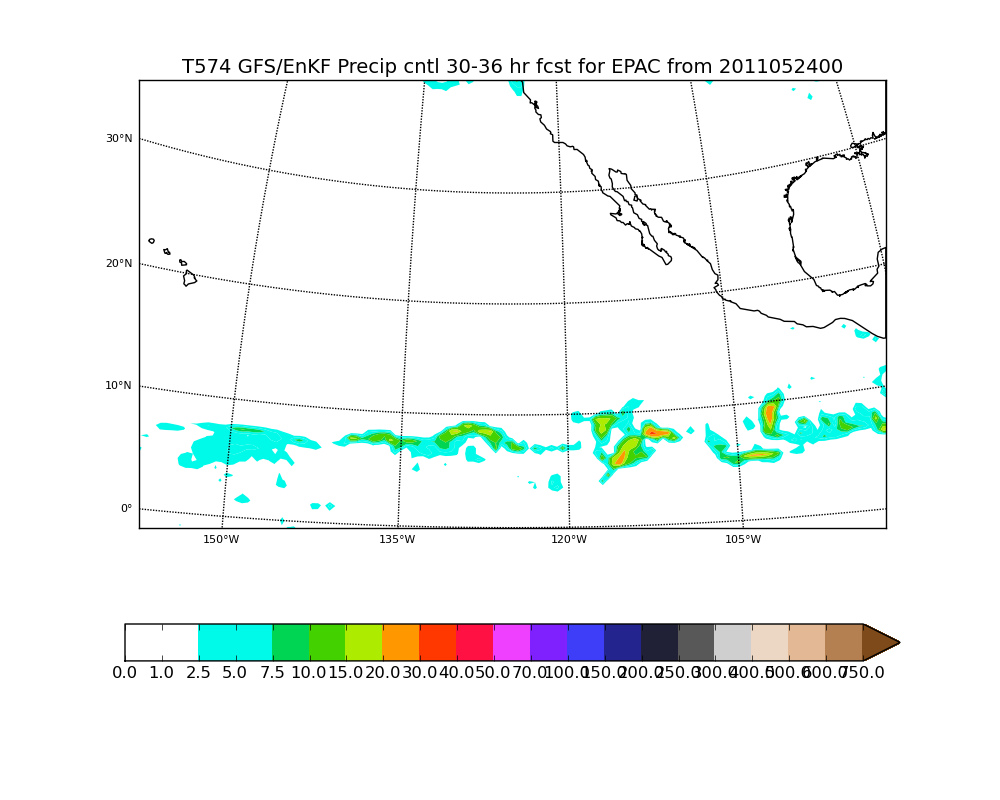 T574 GFS/EnKF Precip cntl 30-36 hr fcst for EPAC from 2011052400
30°N
20°N
10°N
0°
150°W 135°W 120°W 105°W
0.0 1.0 2.5 5.0 7.5 10.0 15.0 20.0 30.0 40.0 50.0 70.0 100.0 150.0 200.0 250.0 300.0 400.0 500.0 600.0 750.0